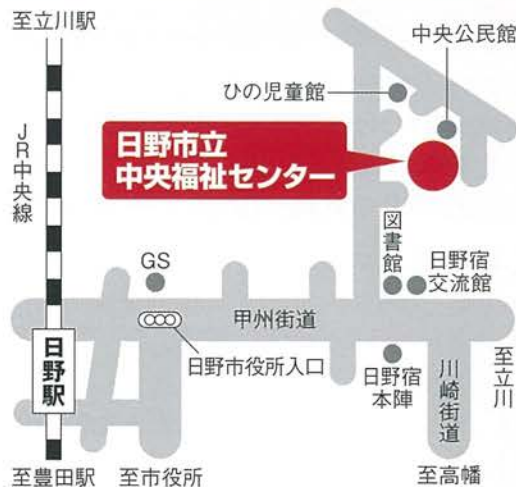 至立川駅
中央公民館
ひの児童館
JR中央線
日野市立
中央福祉センター
図書館
日野宿
交流館
GS
甲州街道
日野駅
日野市役所入口
日野宿
本陣
川崎街道
至立川
至豊田駅
至市役所
至高幡